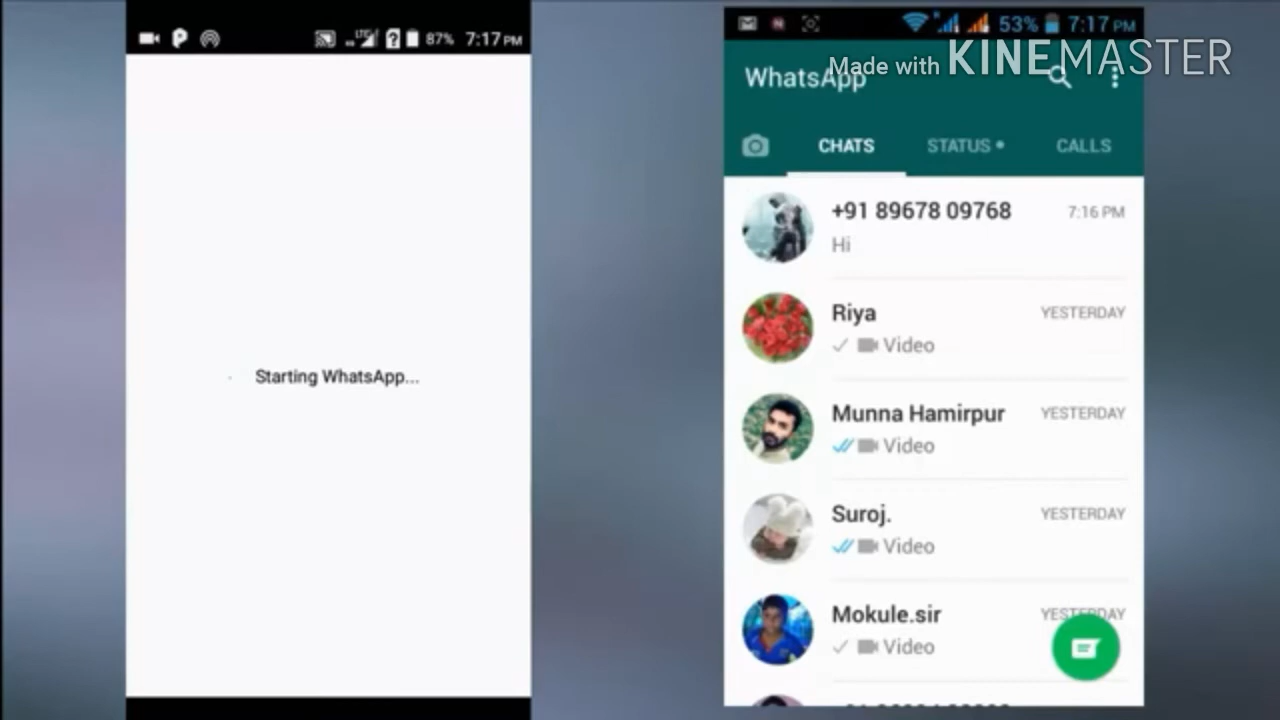 87% 7:17 PM
Starting WhatsApp...
53% 7:17 PM
Made with KINEMASTER
WhatsApp
CHATS STATUS • CALLS
+91 89678 09768 7:16 PM
Hi
Riya YESTERDAY
Video
Munna Hamirpur YESTERDAY
Video
Suroj. YESTERDAY
Video
Mokule.sir YESTERDAY
Video